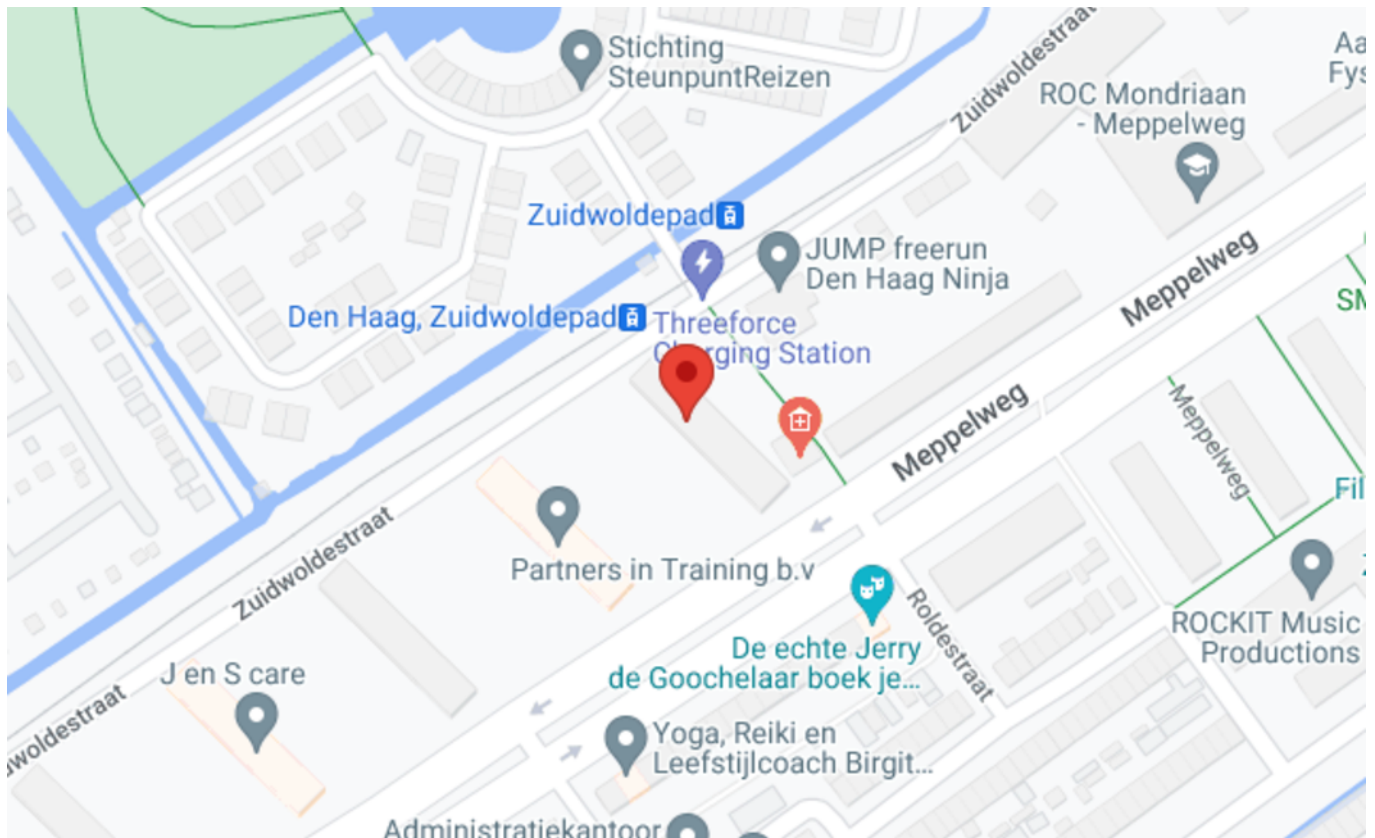 Stichting
SteunpuntReizen
Zuidwoldestraat
Aa
Fys
ROC Mondriaan
- Meppelweg
Zuidwoldepad
JUMP freerun
Den Haag Ninja
Meppelweg
SM
Den Haag, Zuidwoldepad
Threeforce
Charging Station
Meppelweg
Meppelweg
Fil
Zuidwoldestraat
Partners in Training b.v
Roldestraat
ROCKIT Music
Productions
De echte Jerry
de Goochelaar boek je...
J en S care
woldestraat
Yoga, Reiki en
Leefstijlcoach Birgit...
Administratiekantoor